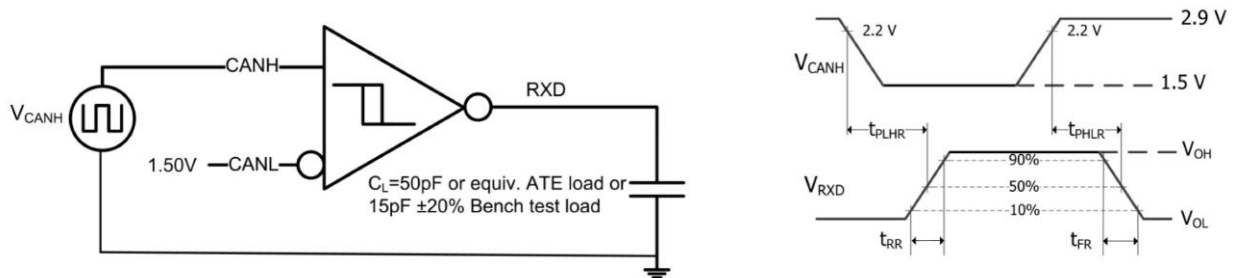 CANH
RXD
V_CANH
1.50V
CANL
C_L=50pF or equiv. ATE load or
15pF ±20% Bench test load
2.9 V
2.2 V
2.2 V
V_CANH
1.5 V
t_PLHR
t_PHLR
V_OH
90%
V_RXD
50%
10%
V_OL
t_RR
t_FR